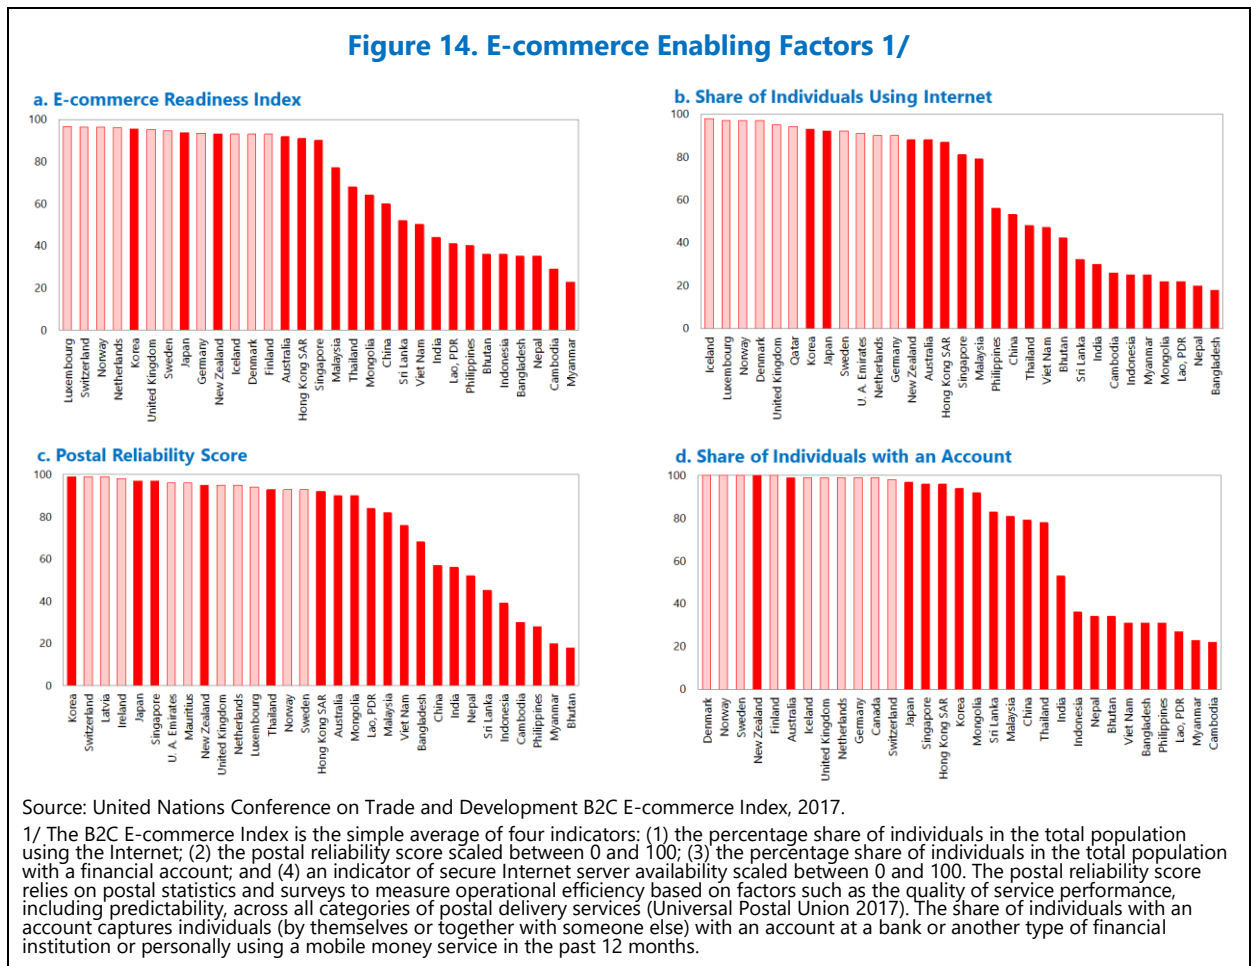 Figure 14. E-commerce Enabling Factors 1/
a. E-commerce Readiness Index
100
80
60
40
20
0
Luxembourg
Switzerland
Norway
Netherlands
Korea
United Kingdom
Sweden
Japan
Germany
New Zealand
Iceland
Denmark
Finland
Australia
Hong Kong SAR
Singapore
Malaysia
Thailand
Mongolia
China
Sri Lanka
Viet Nam
India
Lao, PDR
Philippines
Bhutan
Indonesia
Bangladesh
Nepal
Cambodia
Myanmar
b. Share of Individuals Using Internet
100
80
60
40
20
0
Iceland
Luxembourg
Norway
Denmark
United Kingdom
Qatar
Korea
Japan
Sweden
U. A. Emirates
Netherlands
Germany
New Zealand
Australia
Hong Kong SAR
Singapore
Malaysia
Philippines
China
Thailand
Viet Nam
Bhutan
Sri Lanka
India
Cambodia
Indonesia
Myanmar
Mongolia
Lao, PDR
Nepal
Bangladesh
c. Postal Reliability Score
100
80
60
40
20
0
Korea
Switzerland
Latvia
Ireland
Japan
Singapore
U. A. Emirates
Mauritius
New Zealand
United Kingdom
Netherlands
Luxembourg
Thailand
Norway
Sweden
Hong Kong SAR
Australia
Mongolia
Lao, PDR
Malaysia
Viet Nam
Bangladesh
China
India
Nepal
Sri Lanka
Indonesia
Cambodia
Philippines
Myanmar
Bhutan
d. Share of Individuals with an Account
100
80
60
40
20
0
Denmark
Norway
Sweden
New Zealand
Finland
Australia
Iceland
United Kingdom
Netherlands
Germany
Canada
Switzerland
Japan
Singapore
Hong Kong SAR
Korea
Mongolia
Sri Lanka
Malaysia
China
Thailand
India
Indonesia
Nepal
Bhutan
Viet Nam
Bangladesh
Philippines
Lao, PDR
Myanmar
Cambodia
Source: United Nations Conference on Trade and Development B2C E-commerce Index, 2017.
1/ The B2C E-commerce Index is the simple average of four indicators: (1) the percentage share of individuals in the total population
using the Internet; (2) the postal reliability score scaled between 0 and 100; (3) the percentage share of individuals in the total population
with a financial account; and (4) an indicator of secure Internet server availability scaled between 0 and 100. The postal reliability score
relies on postal statistics and surveys to measure operational efficiency based on factors such as the quality of service performance,
including predictability, across all categories of postal delivery services (Universal Postal Union 2017). The share of individuals with an
account captures individuals (by themselves or together with someone else) with an account at a bank or another type of financial
institution or personally using a mobile money service in the past 12 months.